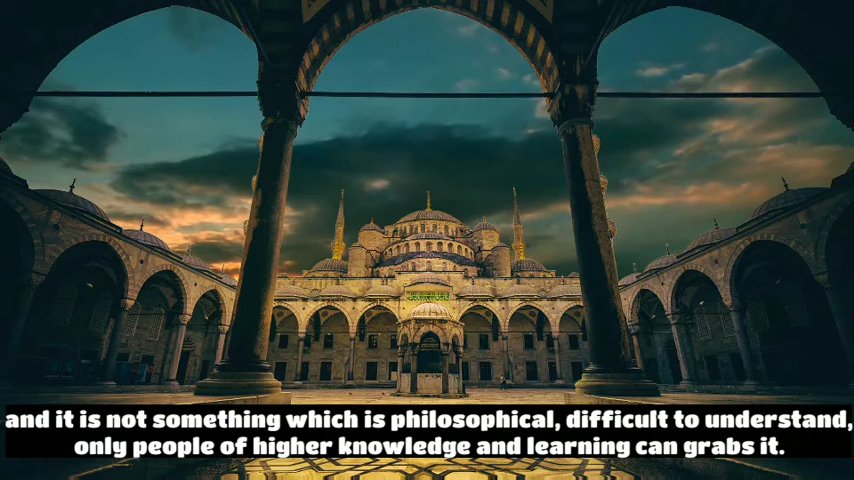 and it is not something which is philosophical, difficult to understand,
only people of higher knowledge and learning can grabs it.